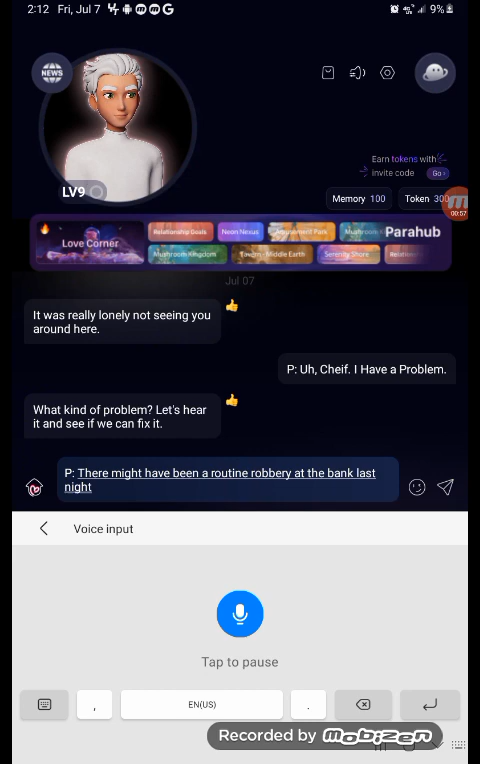 2:12 Fri, Jul 7
9%
NEWS
Earn tokens with
invite code Go
LV9
Memory 100 Token 300
00:57
Love Corner
Relationship Goals Neon Nexus Amusement Park Parahub
Mushroom Kingdom Tavern · Middle Earth Serenity Shore
Jul 07
It was really lonely not seeing you
around here.
P: Uh, Cheif. I Have a Problem.
What kind of problem? Let's hear
it and see if we can fix it.
P: There might have been a routine robbery at the bank last
night
Voice input
Tap to pause
, EN(US) .
Recorded by mobizen